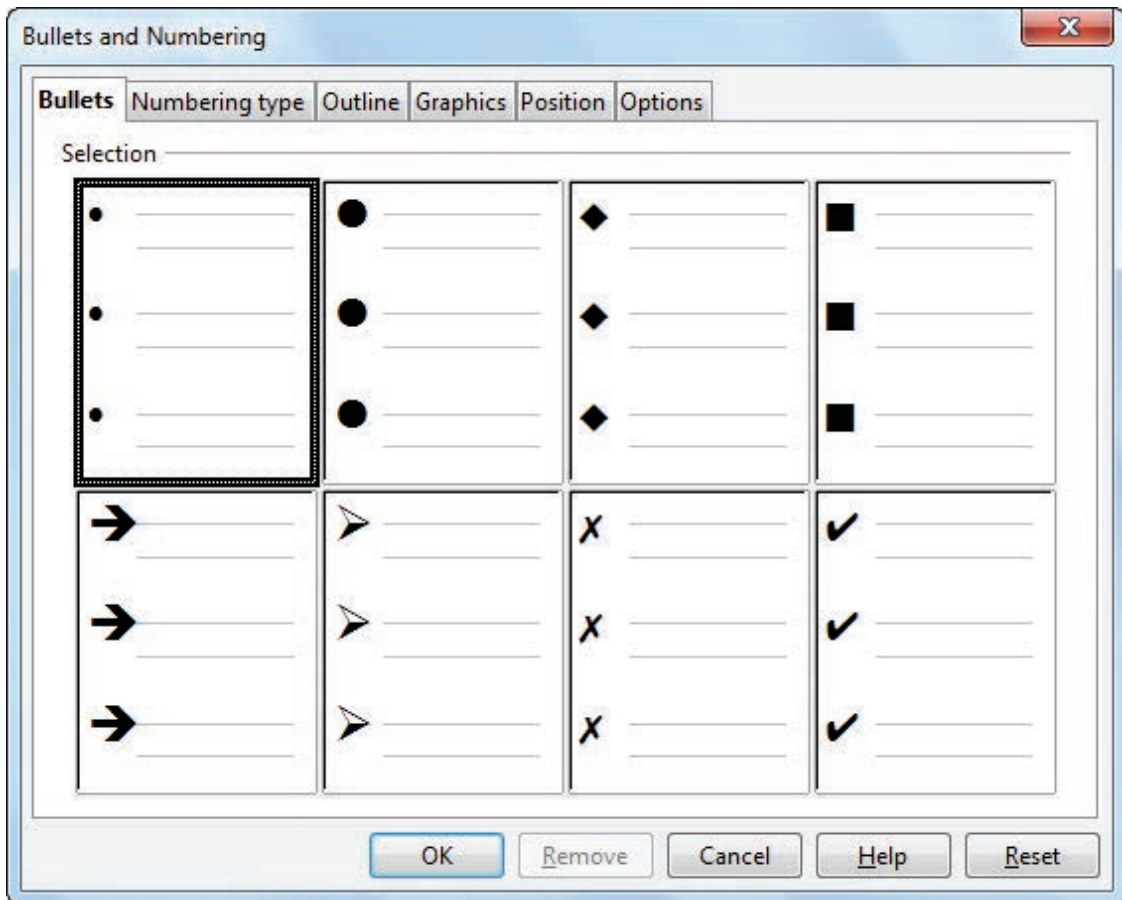 Bullets and Numbering
Bullets Numbering type Outline Graphics Position Options
Selection
OK Remove Cancel Help Reset